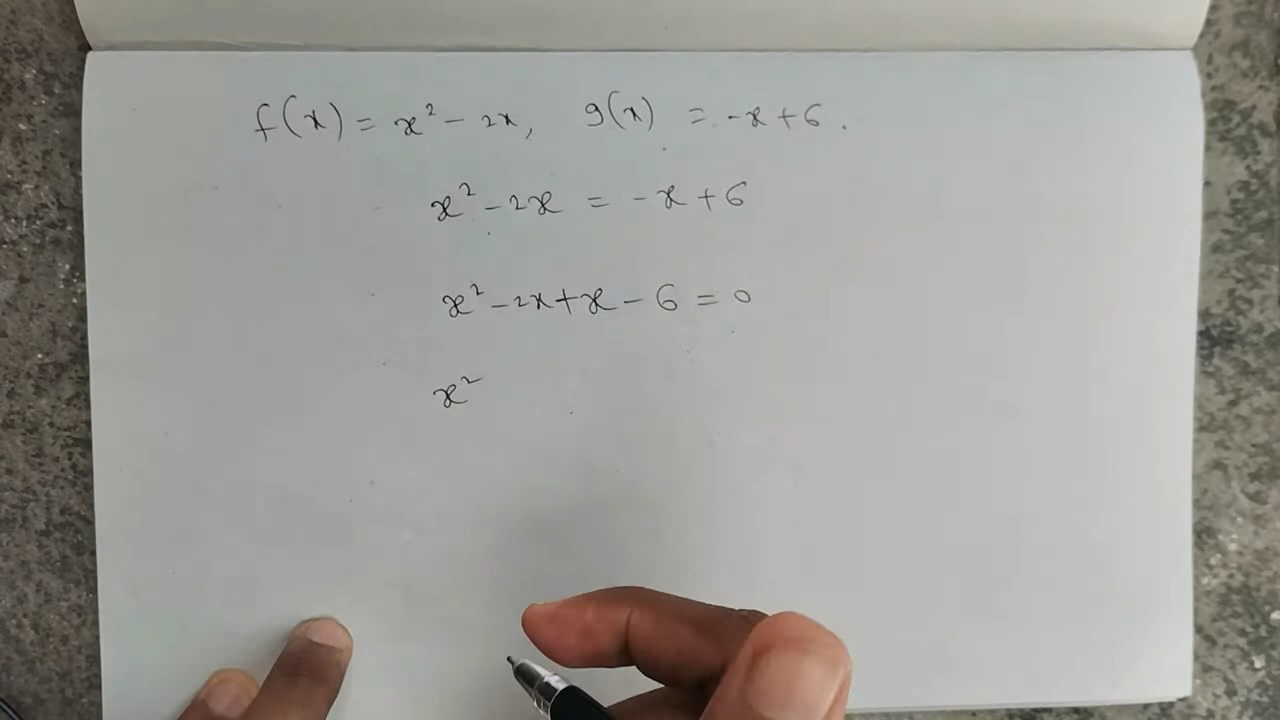 f(x) = x² - 2x, g(x) = -x + 6.
x² - 2x = -x + 6
x² - 2x + x - 6 = 0
x²